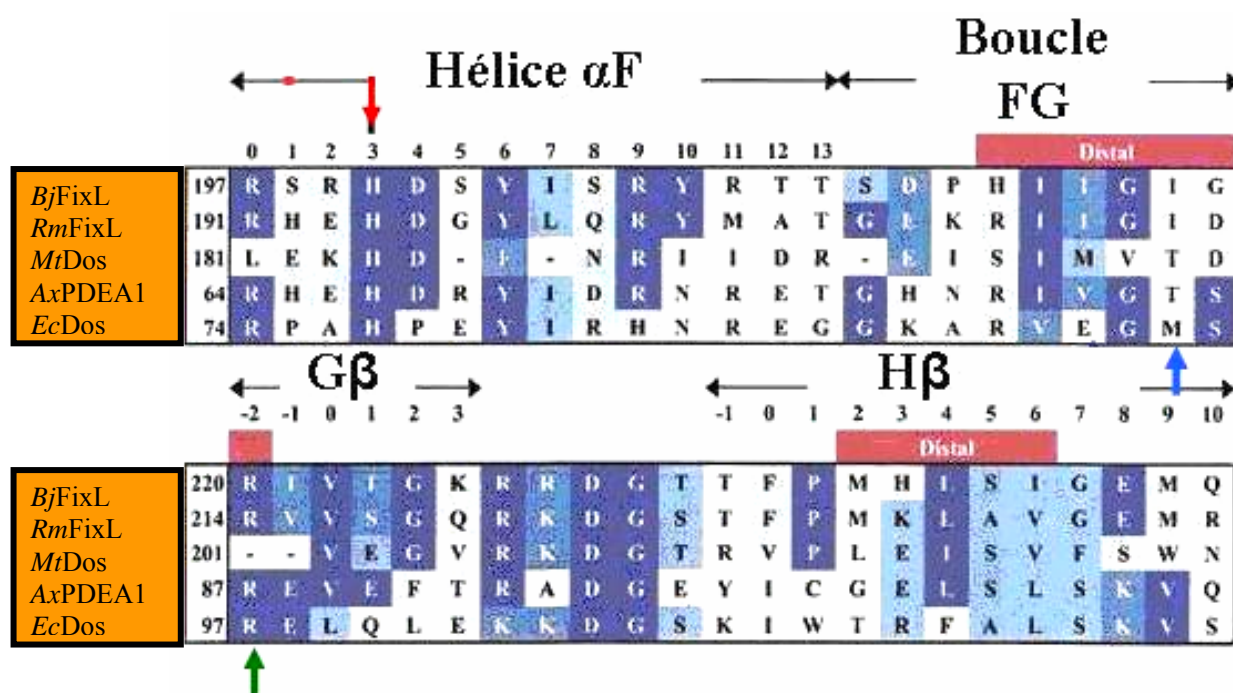 Boucle
Hélice αF
FG
0 1 2 3 4 5 6 7 8 9 10 11 12 13 Distal
BjFixL 197 R S R H D S Y I S R Y R T T S D P H I I G I G
RmFixL 191 R H E H D G Y L Q R Y M A T G E K R I I G I D
MtDos 181 L E K H D - F - N R I I D R - E I S I M V T D
AxPDEA1 64 R H E H D R Y I D R N R E T G H N R I V G T S
EcDos 74 R P A H P E Y I R H N R E G G K A R V E G M S
Gβ Hβ
-2 -1 0 1 2 3 -1 0 1 2 3 4 5 6 7 8 9 10
Distal
BjFixL 220 R I V T G K R R D G T T F P M H L S I G E M Q
RmFixL 214 R V V S G Q R K D G S T F P M K L A V G E M R
MtDos 201 - - V E G V R K D G T R V P L E I S V F S W N
AxPDEA1 87 R E V E F T R A D G E Y I C G E L S L S K V Q
EcDos 97 R E L Q L E K K D G S K I W T R F A L S K V S